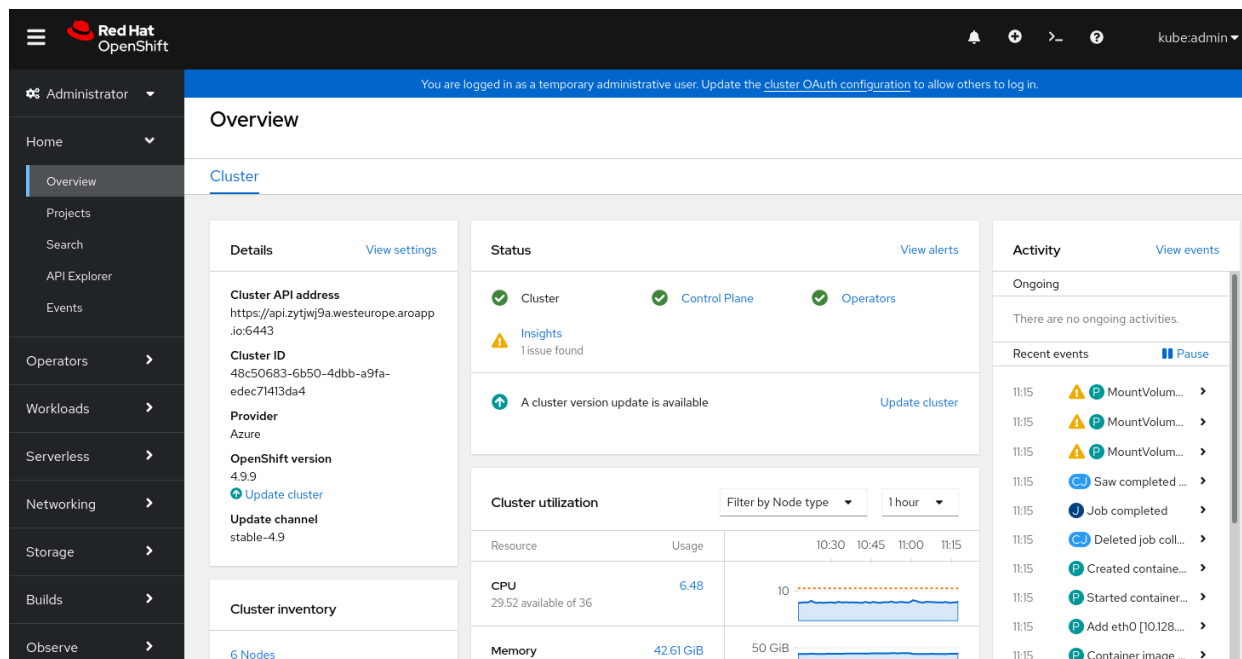 Red Hat
OpenShift
kube:admin
Administrator
You are logged in as a temporary administrative user. Update the cluster OAuth configuration to allow others to log in.
Home
Overview
Projects
Search
API Explorer
Events
Operators
Workloads
Serverless
Networking
Storage
Builds
Observe
Overview
Cluster
Details
View settings
Cluster API address
https://api.zytjwj9a.westeurope.aroapp
.io:6443
Cluster ID
48c50683-6b50-4dbb-a9fa-
edec71413da4
Provider
Azure
OpenShift version
4.9.9
Update cluster
Update channel
stable-4.9
Cluster inventory
6 Nodes
Status
View alerts
Cluster
Control Plane
Operators
Insights
1 issue found
A cluster version update is available
Update cluster
Cluster utilization
Filter by Node type
1 hour
Resource
Usage
10:30 10:45 11:00 11:15
CPU
6.48
29.52 available of 36
10
Memory
42.61 GiB
50 GiB
Activity
View events
Ongoing
There are no ongoing activities.
Recent events
Pause
11:15 P MountVolum...
11:15 P MountVolum...
11:15 P MountVolum...
11:15 CJ Saw completed ...
11:15 J Job completed
11:15 CJ Deleted job coll...
11:15 P Created containe...
11:15 P Started container...
11:15 P Add eth0 [10.128....
11:15 P Container image ...